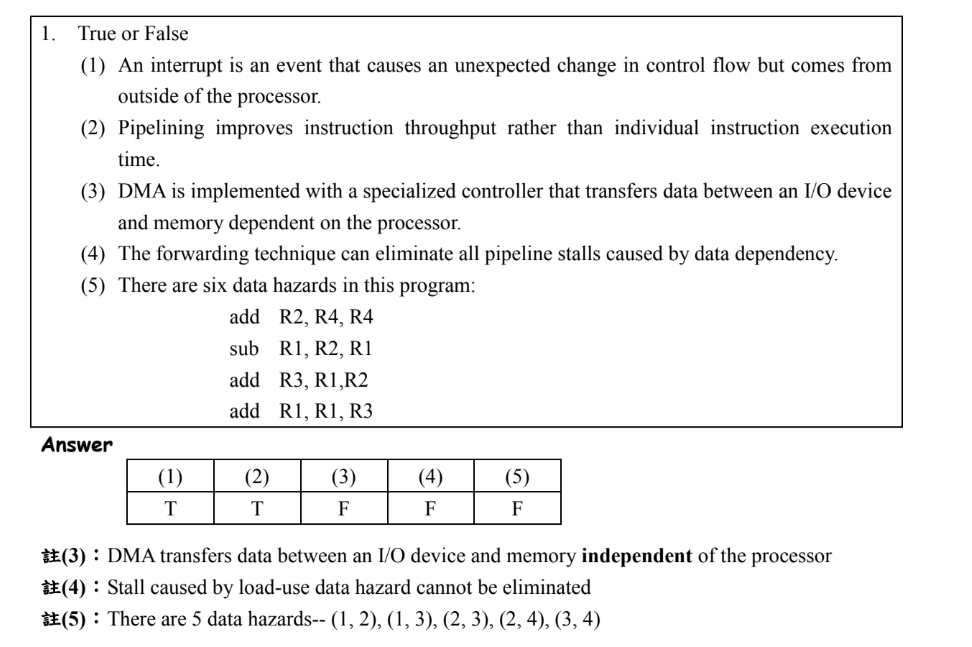 1. True or False
(1) An interrupt is an event that causes an unexpected change in control flow but comes from
outside of the processor.
(2) Pipelining improves instruction throughput rather than individual instruction execution
time.
(3) DMA is implemented with a specialized controller that transfers data between an I/O device
and memory dependent on the processor.
(4) The forwarding technique can eliminate all pipeline stalls caused by data dependency.
(5) There are six data hazards in this program:
add R2, R4, R4
sub R1, R2, R1
add R3, R1,R2
add R1, R1, R3
Answer
(1) (2) (3) (4) (5)
T T F F F
註(3)：DMA transfers data between an I/O device and memory independent of the processor
註(4)：Stall caused by load-use data hazard cannot be eliminated
註(5)：There are 5 data hazards-- (1, 2), (1, 3), (2, 3), (2, 4), (3, 4)